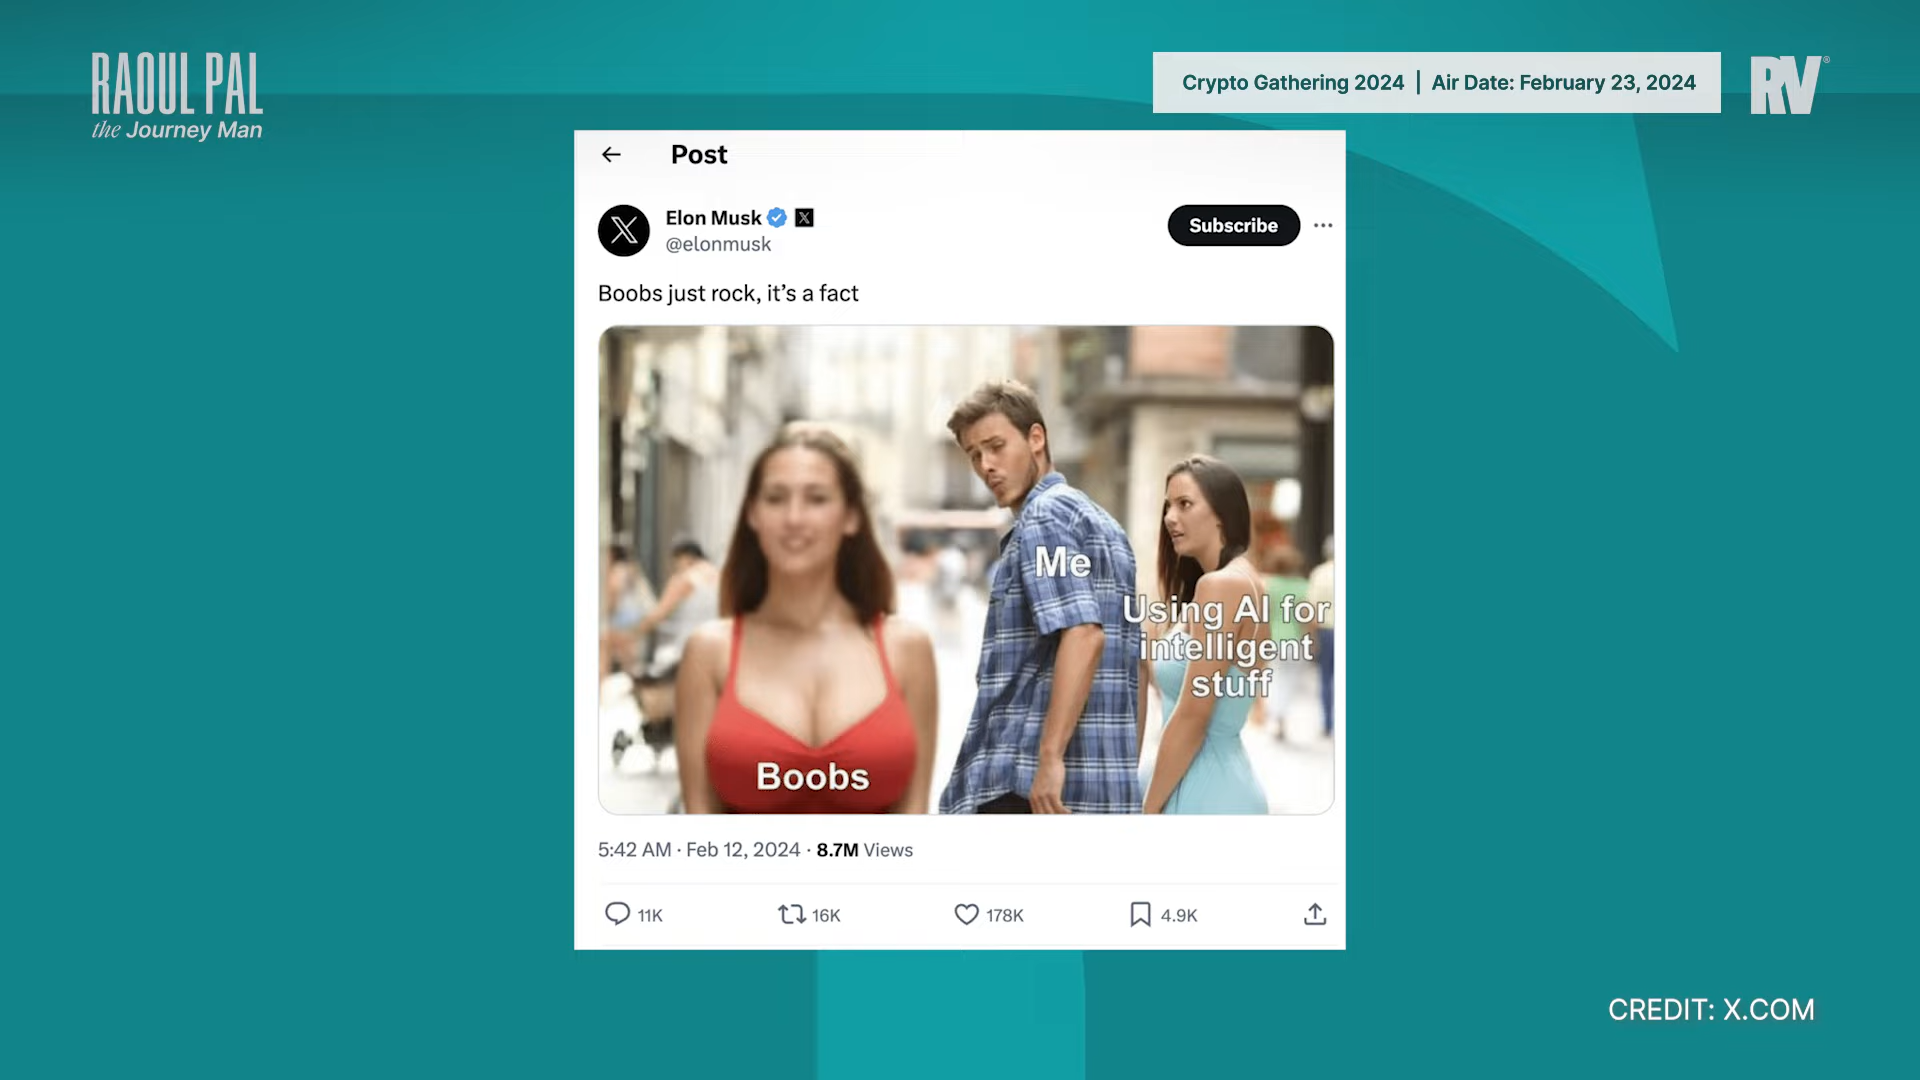 RAOUL PAL
the Journey Man
Crypto Gathering 2024 | Air Date: February 23, 2024
RV®
Post
Elon Musk
@elonmusk
Subscribe
Boobs just rock, it’s a fact
Me
Using AI for
intelligent
stuff
Boobs
5:42 AM · Feb 12, 2024 · 8.7M Views
11K 16K 178K 4.9K
CREDIT: X.COM